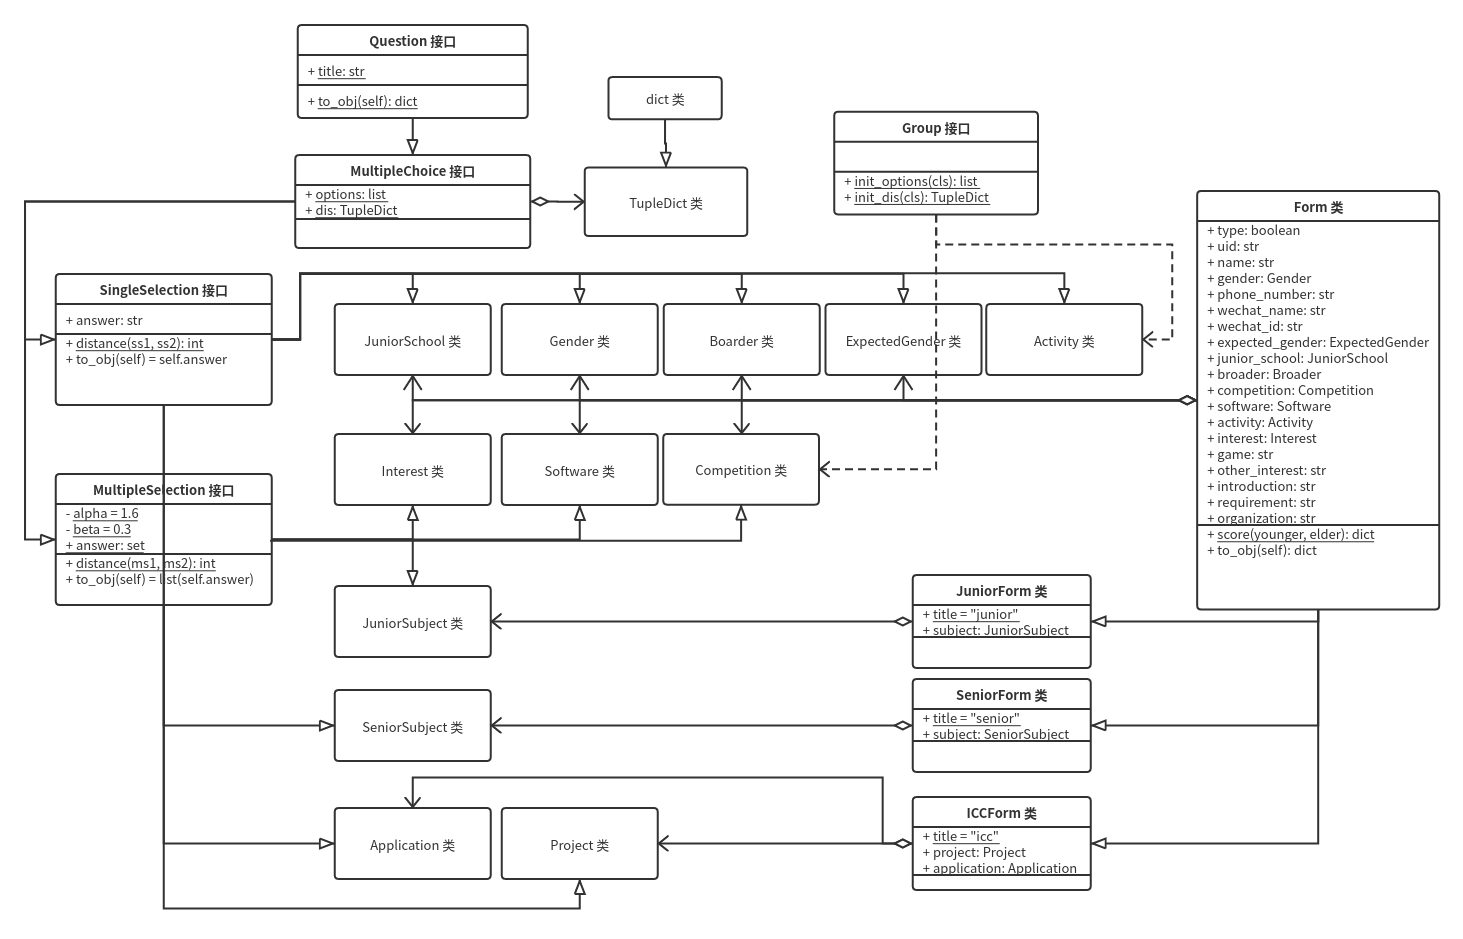 Question 接口
+ title: str
+ to_obj(self): dict
dict 类
Group 接口
+ init_options(cls): list
+ init_dis(cls): TupleDict
MultipleChoice 接口
+ options: list
+ dis: TupleDict
TupleDict 类
Form 类
+ type: boolean
+ uid: str
+ name: str
+ gender: Gender
+ phone_number: str
+ wechat_name: str
+ wechat_id: str
+ expected_gender: ExpectedGender
+ junior_school: JuniorSchool
+ broader: Broader
+ competition: Competition
+ software: Software
+ activity: Activity
+ interest: Interest
+ game: str
+ other_interest: str
+ introduction: str
+ requirement: str
+ organization: str
+ score(younger, elder): dict
+ to_obj(self): dict
SingleSelection 接口
+ answer: str
+ distance(ss1, ss2): int
+ to_obj(self) = self.answer
JuniorSchool 类
Gender 类
Boarder 类
ExpectedGender 类
Activity 类
Interest 类
Software 类
Competition 类
MultipleSelection 接口
- alpha = 1.6
- beta = 0.3
+ answer: set
+ distance(ms1, ms2): int
+ to_obj(self) = list(self.answer)
JuniorSubject 类
JuniorForm 类
+ title = "junior"
+ subject: JuniorSubject
SeniorSubject 类
SeniorForm 类
+ title = "senior"
+ subject: SeniorSubject
Application 类
Project 类
ICCForm 类
+ title = "icc"
+ project: Project
+ application: Application